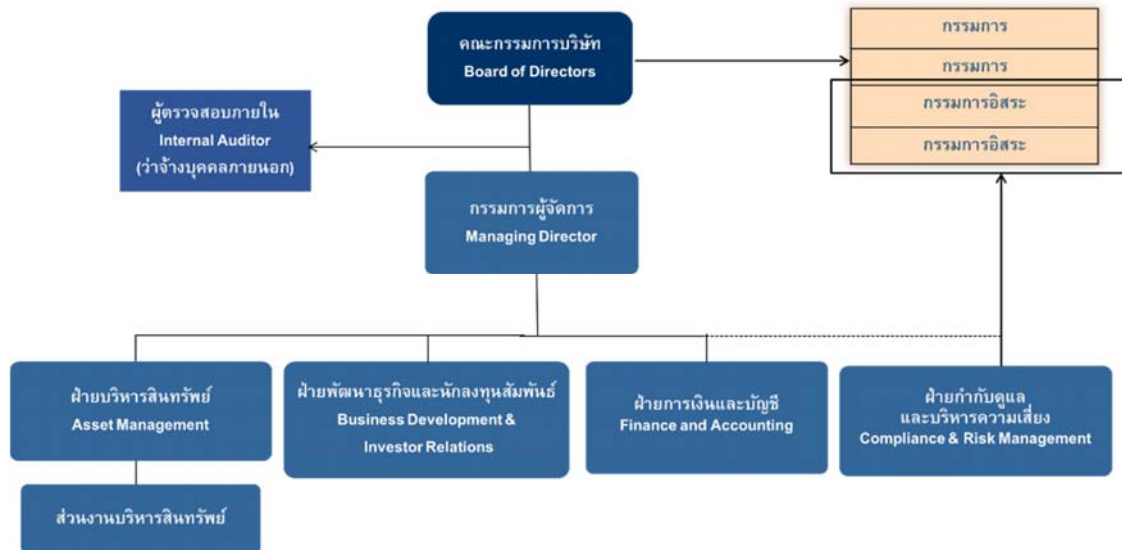 คณะกรรมการบริษัท
Board of Directors
กรรมการ
กรรมการ
กรรมการอิสระ
กรรมการอิสระ
ผู้ตรวจสอบภายใน
Internal Auditor
(ว่าจ้างบุคคลภายนอก)
กรรมการผู้จัดการ
Managing Director
ฝ่ายบริหารสินทรัพย์
Asset Management
ฝ่ายพัฒนาธุรกิจและนักลงทุนสัมพันธ์
Business Development &
Investor Relations
ฝ่ายการเงินและบัญชี
Finance and Accounting
ฝ่ายกำกับดูแล
และบริหารความเสี่ยง
Compliance & Risk Management
ส่วนงานบริหารสินทรัพย์